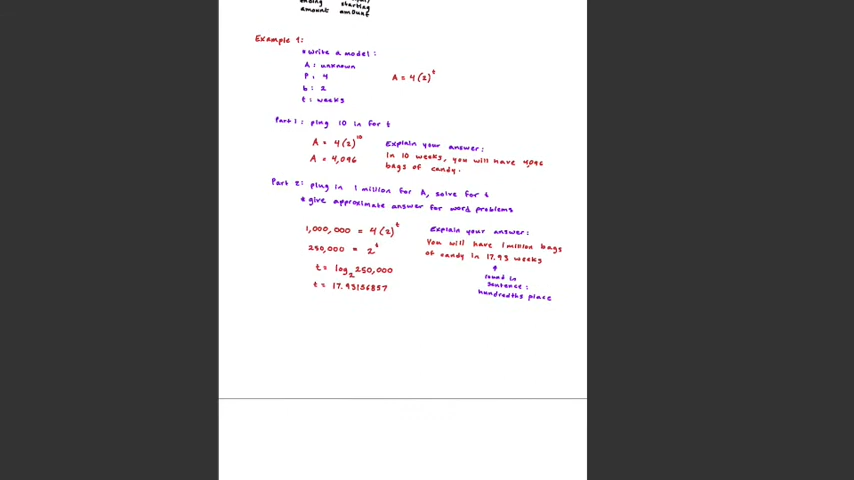 ending starting
amount amount
Example 1:
* Write a model:
A: unknown
P: 4
b: 2
t: weeks
A = 4(2)^t
Part 1: plug 10 in for t
A = 4(2)^10
A = 4,096
Explain your answer:
In 10 weeks, you will have 4,096
bags of candy.
Part 2: plug in 1 million for A, solve for t
* give approximate answer for word problems
1,000,000 = 4(2)^t
250,000 = 2^t
t = log_2 250,000
t = 17.93156857
Explain your answer:
You will have 1 million bags
of candy in 17.93 weeks
↑
round in
sentence:
hundredths place